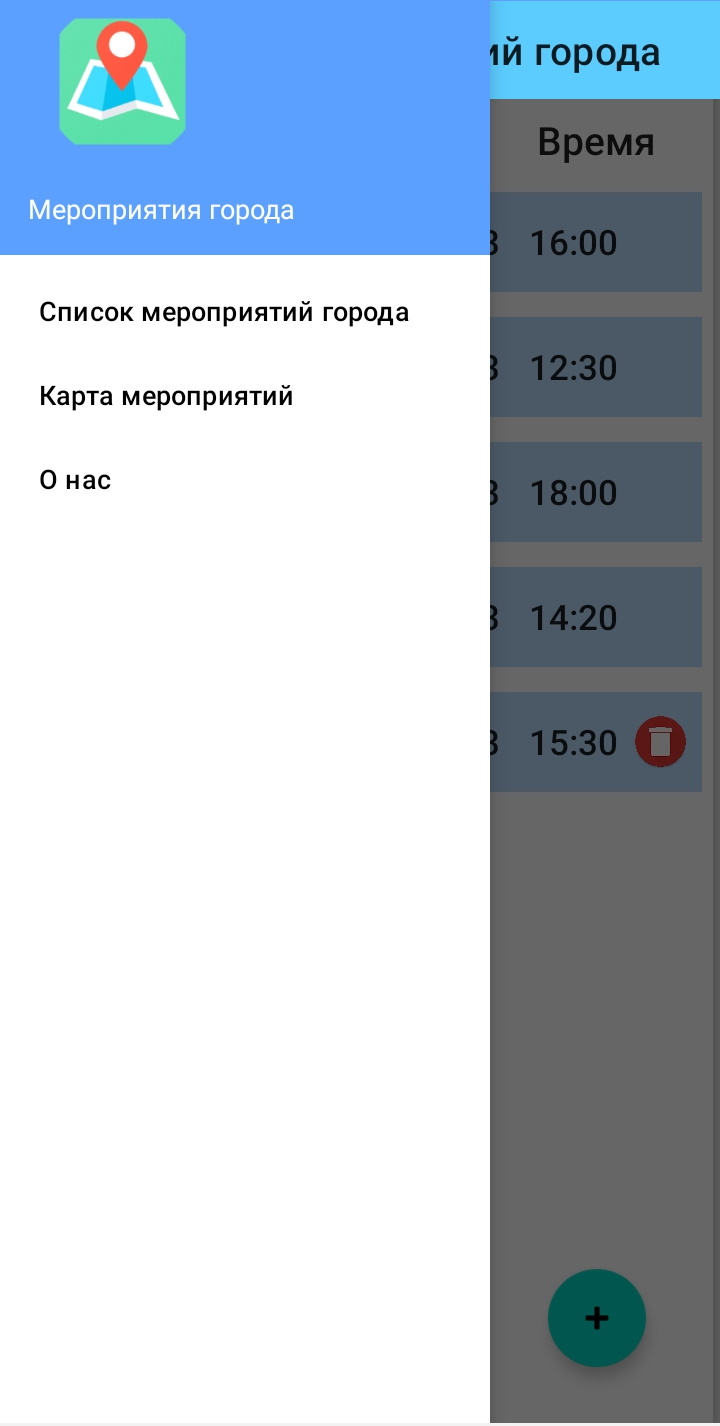 ий города
Время
Мероприятия города
16:00
Список мероприятий города
12:30
Карта мероприятий
О нас
18:00
14:20
15:30
+